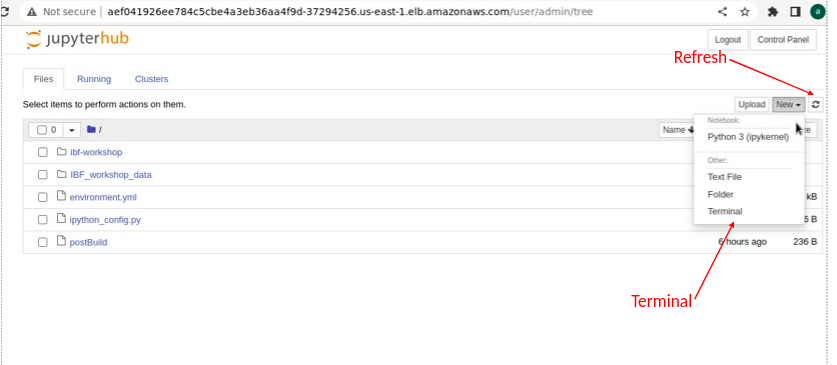 Not secure aef041926ee784c5cbe4a3eb36aa4f9d-37294256.us-east-1.elb.amazonaws.com/user/admin/tree a
jupyterhub Logout Control Panel
Refresh
Files Running Clusters
Select items to perform actions on them. Upload New
0 / Name
Notebook:
Python 3 (ipykernel)
Other:
Text File
Folder
Terminal
ibf-workshop
IBF_workshop_data
environment.yml kB
ipython_config.py B
postBuild 6 hours ago 236 B
Terminal